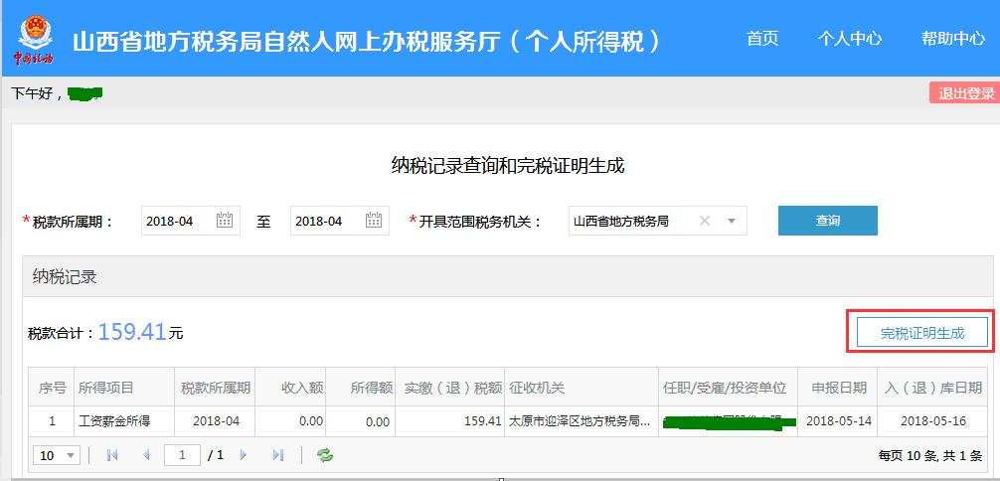 中国税务
山西省地方税务局自然人网上办税服务厅（个人所得税） 首页 个人中心 帮助中心
下午好， 退出登录
纳税记录查询和完税证明生成
*税款所属期： 2018-04 至 2018-04 *开具范围税务机关： 山西省地方税务局 查询
纳税记录
税款合计：159.41元 完税证明生成
序号 所得项目 税款所属期 收入额 所得额 实缴（退）税额 征收机关 任职/受雇/投资单位 申报日期 入（退）库日期
1 工资薪金所得 2018-04 0.00 0.00 159.41 太原市迎泽区地方税务局... 2018-05-14 2018-05-16
10 1 / 1 每页 10 条, 共 1 条